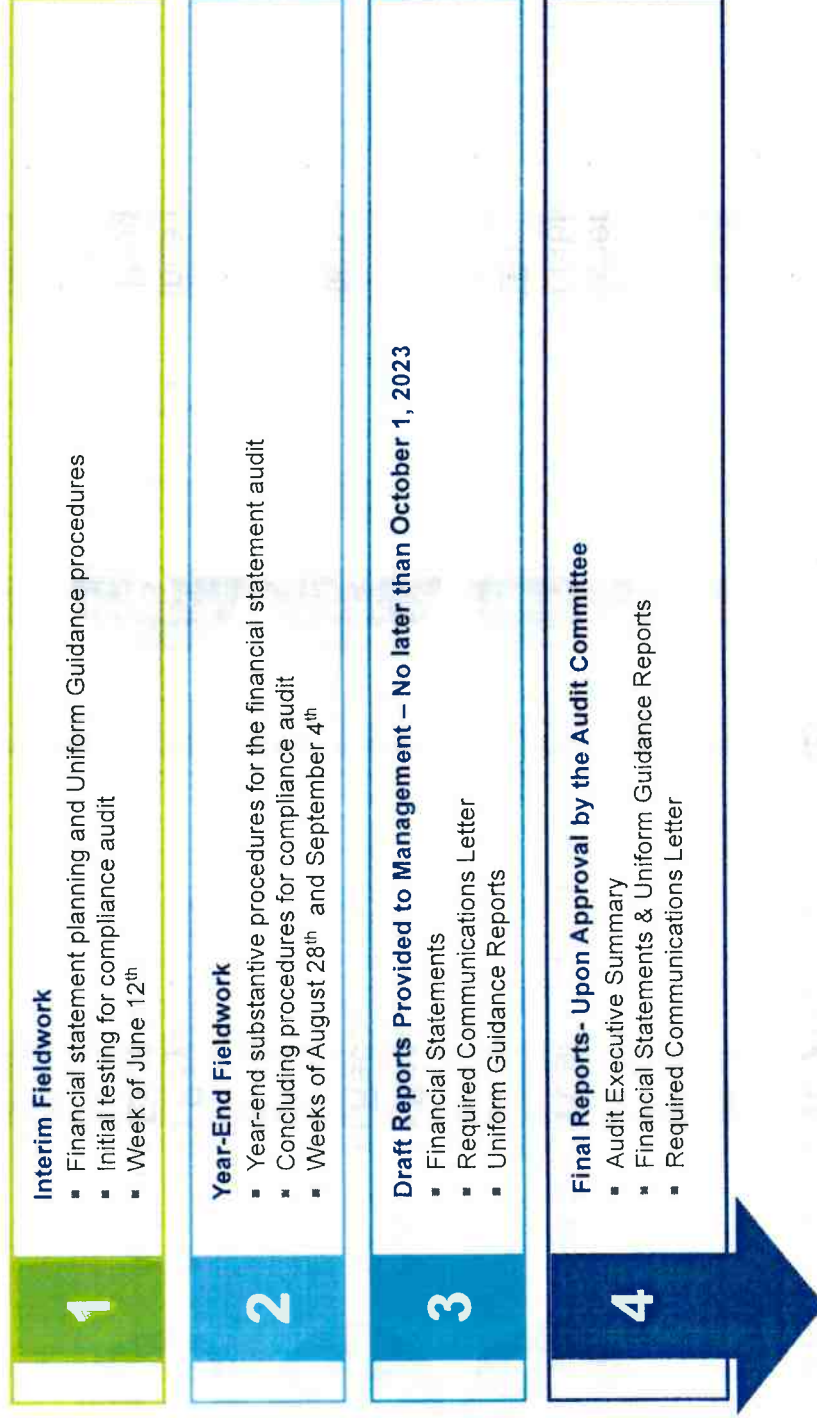 1
Interim Fieldwork
▪ Financial statement planning and Uniform Guidance procedures
▪ Initial testing for compliance audit
▪ Week of June 12th
2
Year-End Fieldwork
▪ Year-end substantive procedures for the financial statement audit
▪ Concluding procedures for compliance audit
▪ Weeks of August 28th and September 4th
3
Draft Reports Provided to Management – No later than October 1, 2023
▪ Financial Statements
▪ Required Communications Letter
▪ Uniform Guidance Reports
4
Final Reports- Upon Approval by the Audit Committee
▪ Audit Executive Summary
▪ Financial Statements & Uniform Guidance Reports
▪ Required Communications Letter